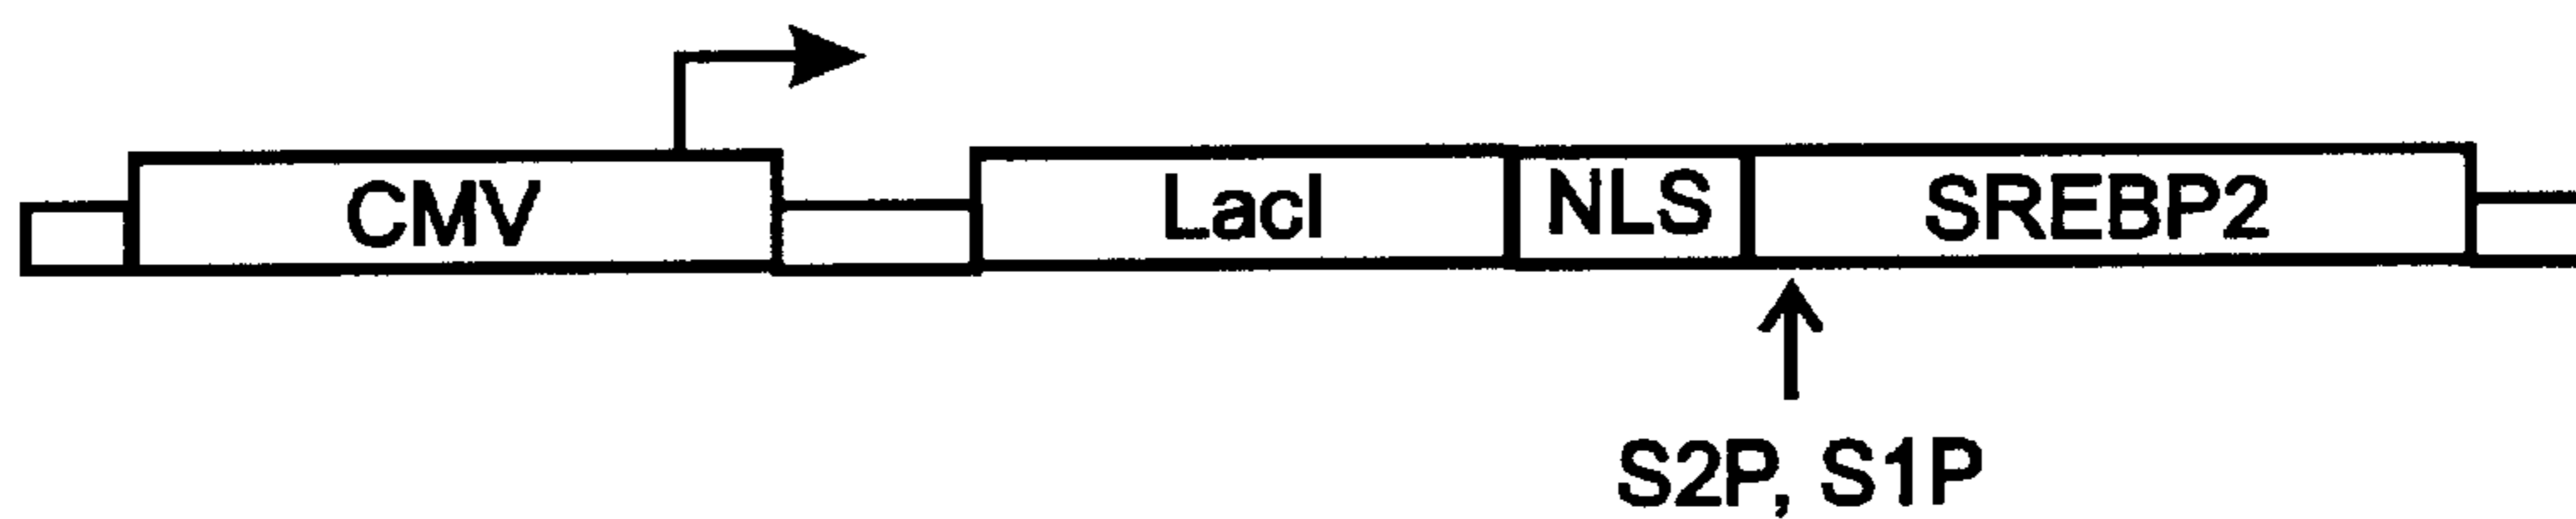 CMV LacI NLS SREBP2
S2P, S1P